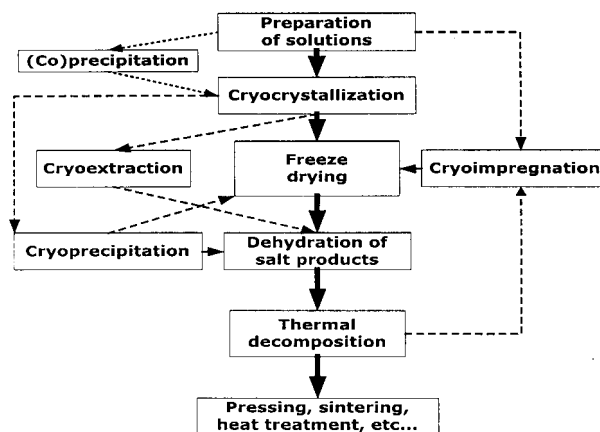 Preparation
of solutions
(Co)precipitation
Cryocrystallization
Cryoextraction
Freeze
drying
Cryoimpregnation
Cryoprecipitation
Dehydration of
salt products
Thermal
decomposition
Pressing, sintering,
heat treatment, etc...